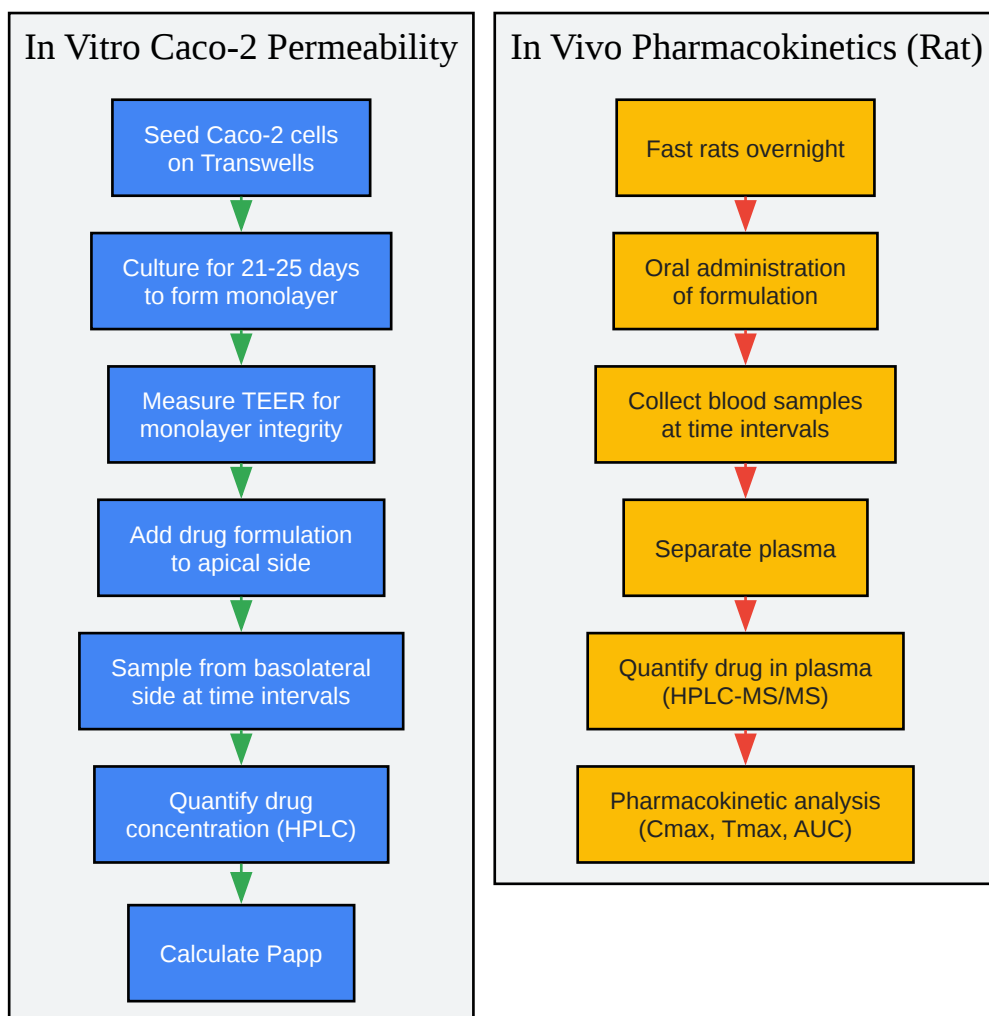 In Vitro Caco-2 Permeability
Seed Caco-2 cells
on Transwells
Culture for 21-25 days
to form monolayer
Measure TEER for
monolayer integrity
Add drug formulation
to apical side
Sample from basolateral
side at time intervals
Quantify drug
concentration (HPLC)
Calculate Papp
In Vivo Pharmacokinetics (Rat)
Fast rats overnight
Oral administration
of formulation
Collect blood samples
at time intervals
Separate plasma
Quantify drug in plasma
(HPLC-MS/MS)
Pharmacokinetic analysis
(Cmax, Tmax, AUC)